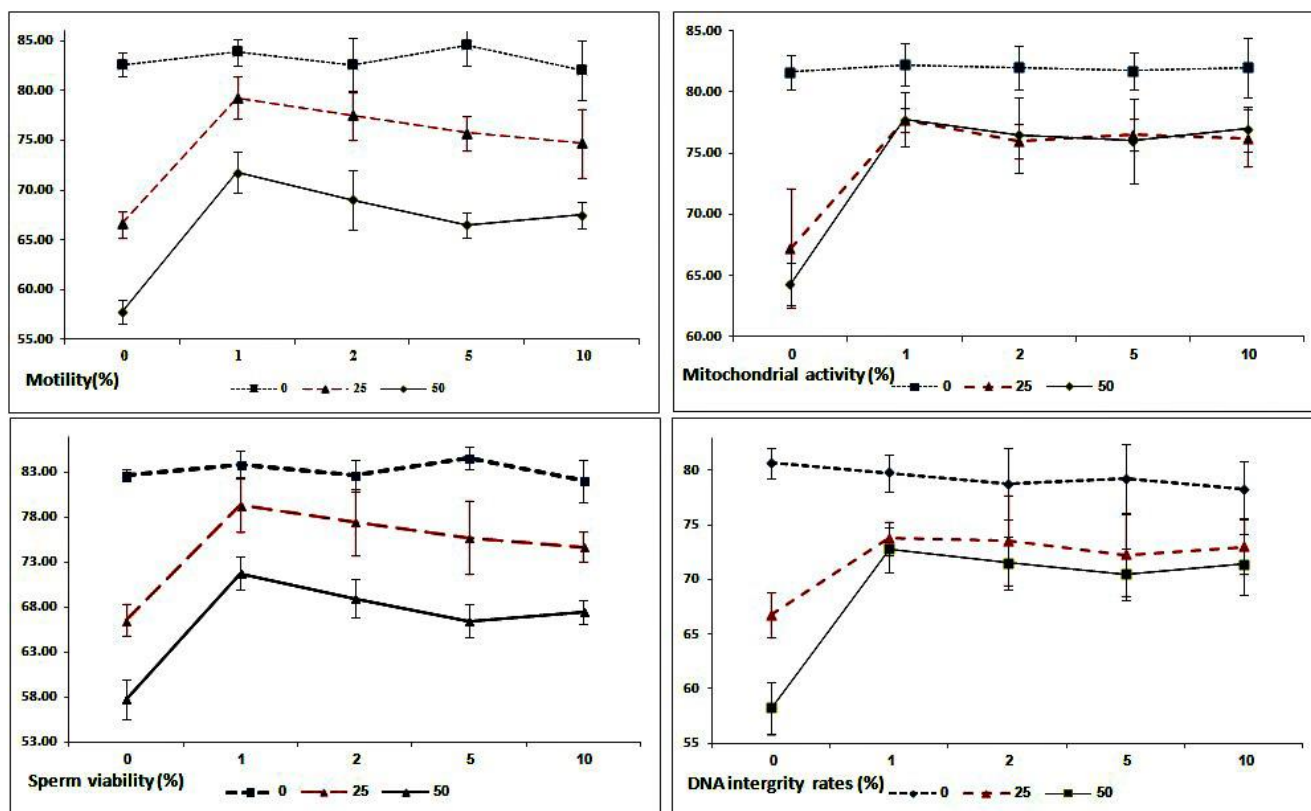 85.00
80.00
75.00
70.00
65.00
60.00
55.00
0 1 2 5 10
Motility(%)
0 25 50
85.00
80.00
75.00
70.00
65.00
60.00
0 1 2 5 10
Mitochondrial activity (%)
0 25 50
83.00
78.00
73.00
68.00
63.00
58.00
53.00
0 1 2 5 10
Sperm viability (%)
0 25 50
80
75
70
65
60
55
0 1 2 5 10
DNA intergrity rates (%)
0 25 50